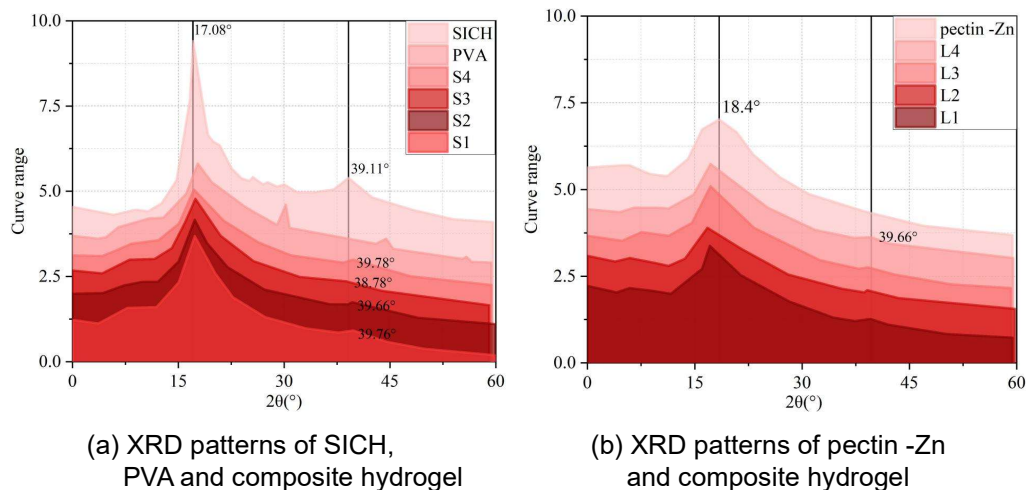 10.0
7.5
5.0
2.5
0.0
Curve range
0
15
30
45
60
2θ(°)
17.08°
39.11°
39.78°
38.78°
39.66°
39.76°
SICH
PVA
S4
S3
S2
S1
(a) XRD patterns of SICH,
PVA and composite hydrogel
10.0
7.5
5.0
2.5
0.0
Curve range
0
15
30
45
60
2θ(°)
18.4°
39.66°
pectin -Zn
L4
L3
L2
L1
(b) XRD patterns of pectin -Zn
and composite hydrogel